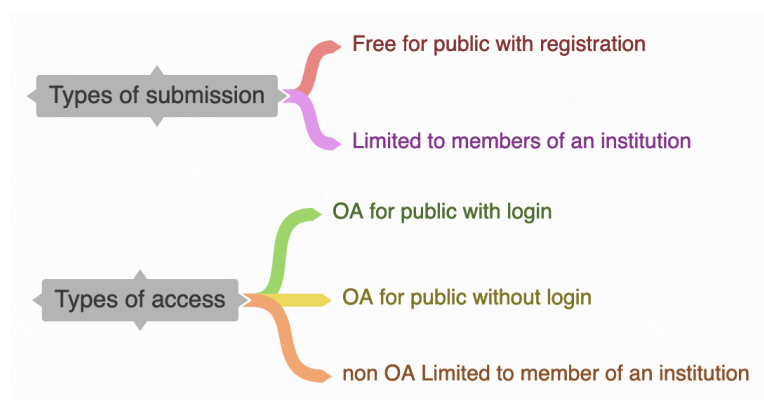 Types of submission
Free for public with registration
Limited to members of an institution
Types of access
OA for public with login
OA for public without login
non OA Limited to member of an institution